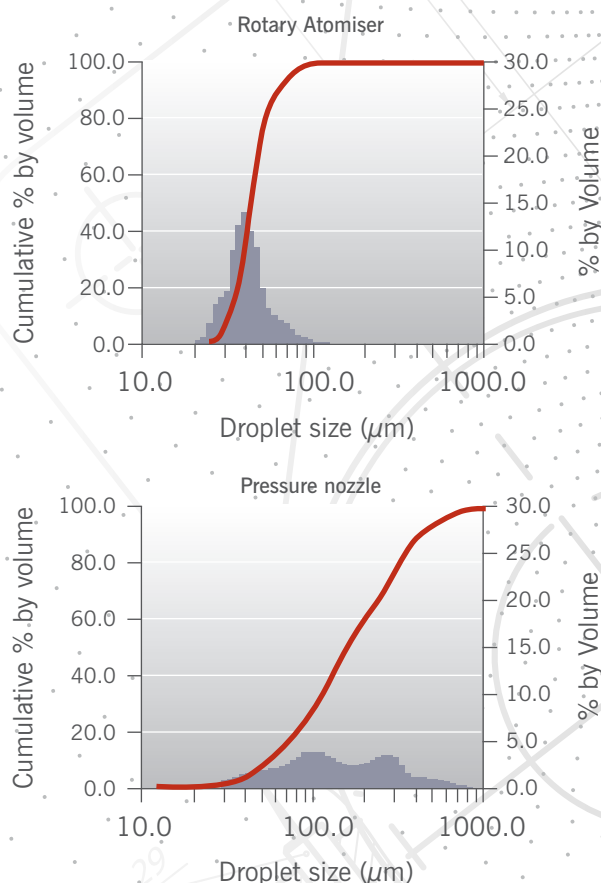 Rotary Atomiser
Cumulative % by volume
100.0
80.0
60.0
40.0
20.0
0.0
30.0
25.0
20.0
15.0
10.0
5.0
0.0
% by Volume
10.0 100.0 1000.0
Droplet size (μm)
Pressure nozzle
Cumulative % by volume
100.0
80.0
60.0
40.0
20.0
0.0
30.0
25.0
20.0
15.0
10.0
5.0
0.0
% by Volume
10.0 100.0 1000.0
29
Droplet size (μm)